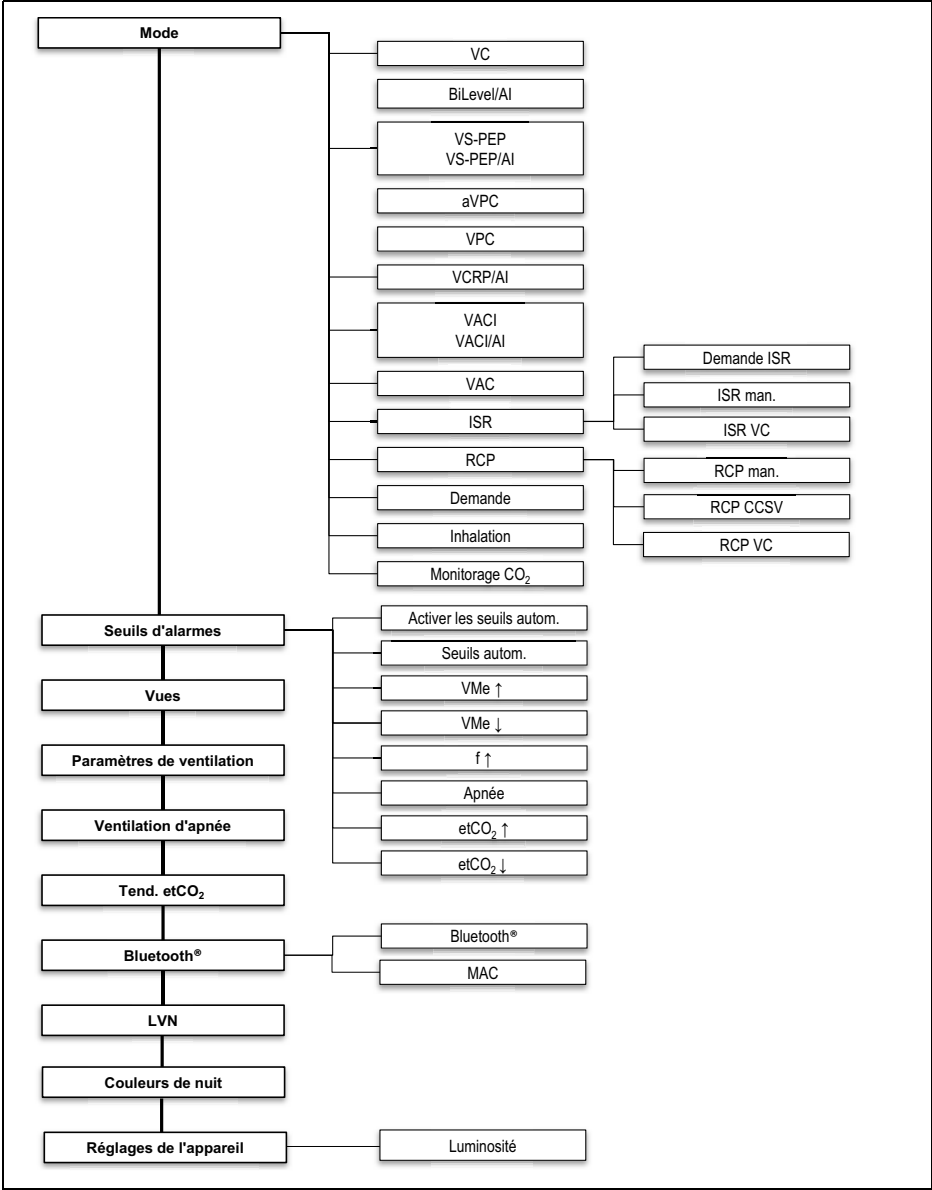 Mode
VC
BiLevel/AI
VS-PEP
VS-PEP/AI
aVPC
VPC
VCRP/AI
VACI
VACI/AI
VAC
ISR
Demande ISR
ISR man.
ISR VC
RCP
RCP man.
RCP CCSV
RCP VC
Demande
Inhalation
Monitorage CO₂
Seuils d'alarmes
Activer les seuils autom.
Seuils autom.
VMe ↑
VMe ↓
f ↑
Apnée
etCO₂ ↑
etCO₂ ↓
Vues
Paramètres de ventilation
Ventilation d'apnée
Tend. etCO₂
Bluetooth®
Bluetooth®
MAC
LVN
Couleurs de nuit
Réglages de l'appareil
Luminosité